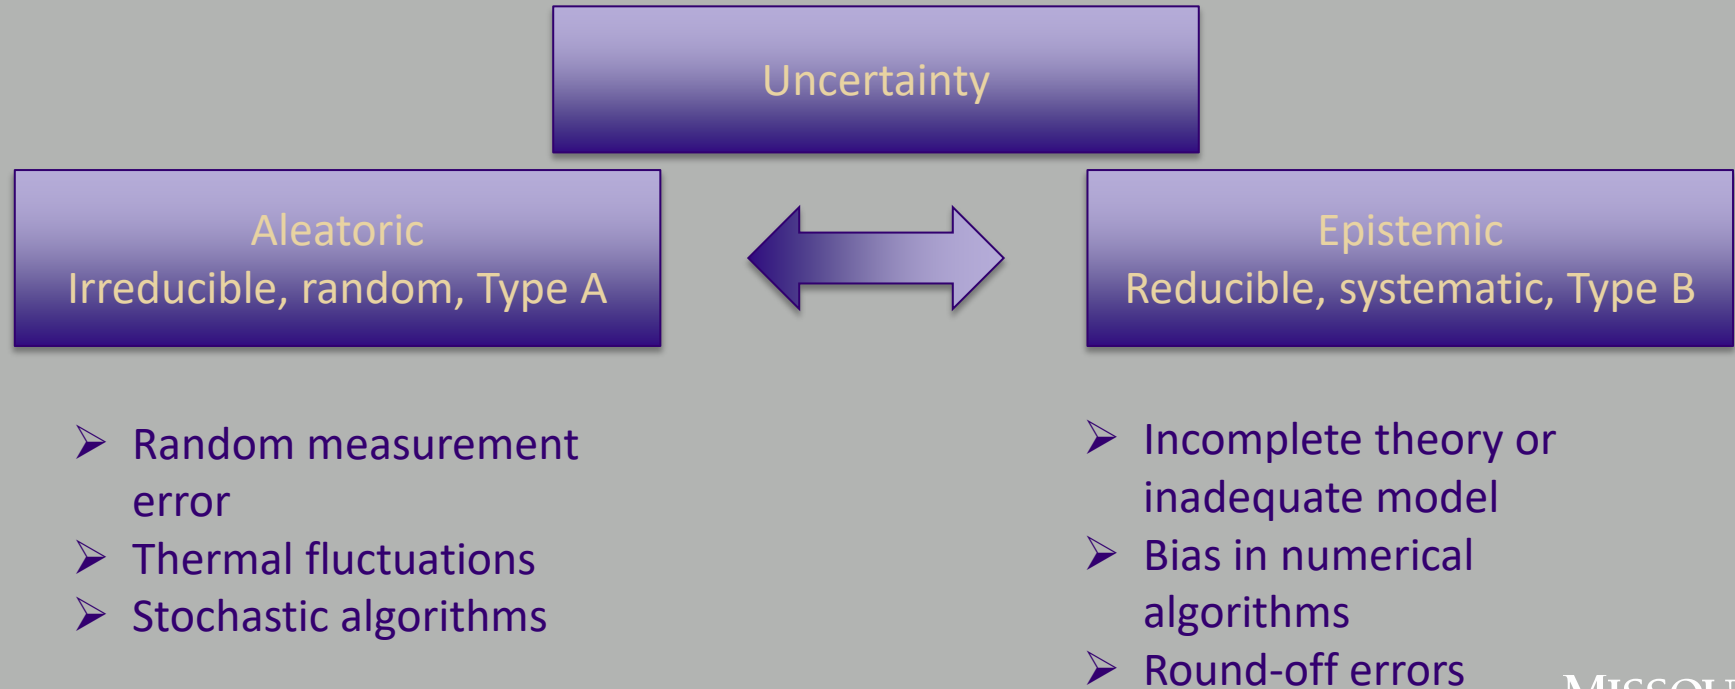 Uncertainty
Aleatoric
Irreducible, random, Type A
Epistemic
Reducible, systematic, Type B
➢ Random measurement
error
➢ Thermal fluctuations
➢ Stochastic algorithms
➢ Incomplete theory or
inadequate model
➢ Bias in numerical
algorithms
➢ Round-off errors